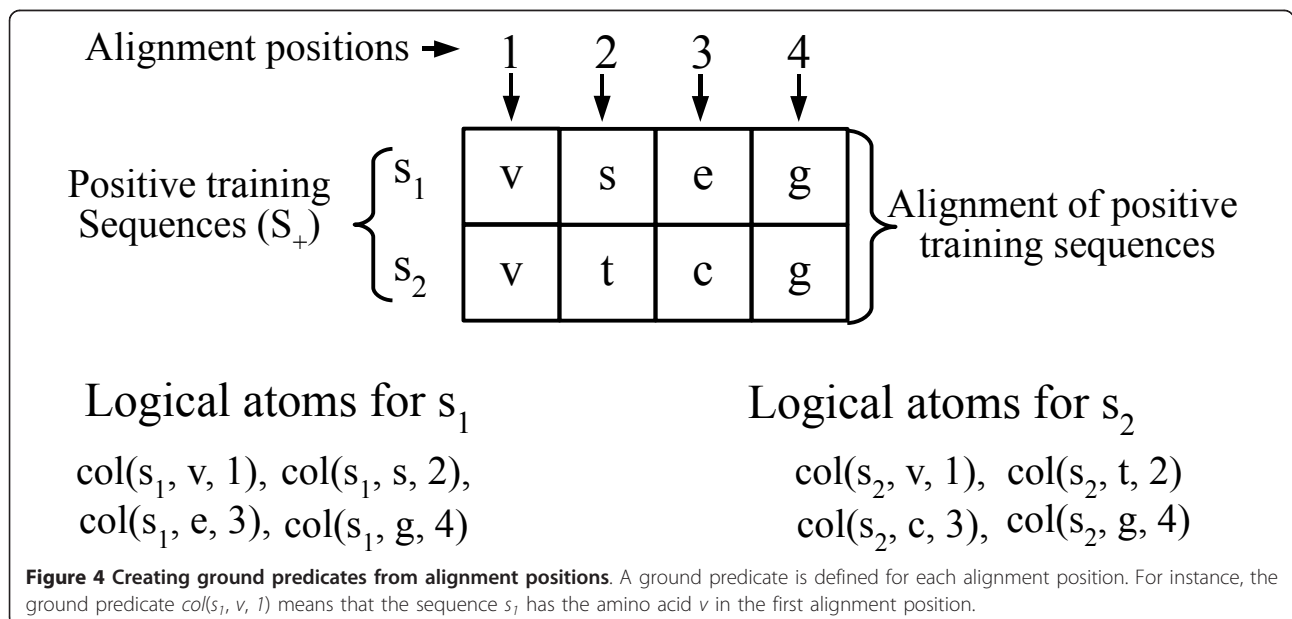 Alignment positions → 1 2 3 4
Positive training
Sequences (S₊)
s₁ v s e g
s₂ v t c g
Alignment of positive
training sequences
Logical atoms for s₁
col(s₁, v, 1), col(s₁, s, 2),
col(s₁, e, 3), col(s₁, g, 4)
Logical atoms for s₂
col(s₂, v, 1), col(s₂, t, 2)
col(s₂, c, 3), col(s₂, g, 4)
Figure 4 Creating ground predicates from alignment positions. A ground predicate is defined for each alignment position. For instance, the
ground predicate col(s₁, v, 1) means that the sequence s₁ has the amino acid v in the first alignment position.